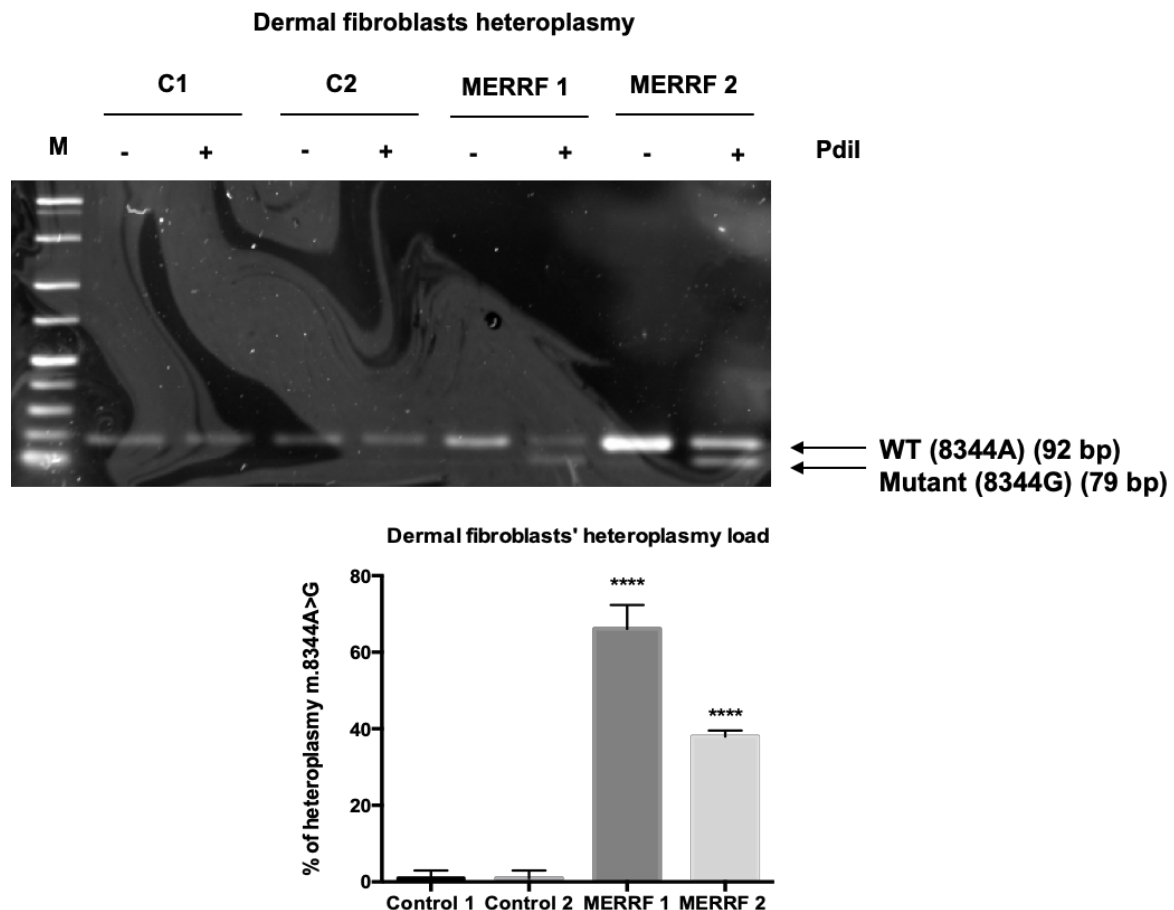 Dermal fibroblasts heteroplasmy
C1 C2 MERRF 1 MERRF 2
M - + - + - + - + PdiI
WT (8344A) (92 bp)
Mutant (8344G) (79 bp)
Dermal fibroblasts' heteroplasmy load
% of heteroplasmy m.8344A>G
80
60
40
20
0
****
****
Control 1 Control 2 MERRF 1 MERRF 2